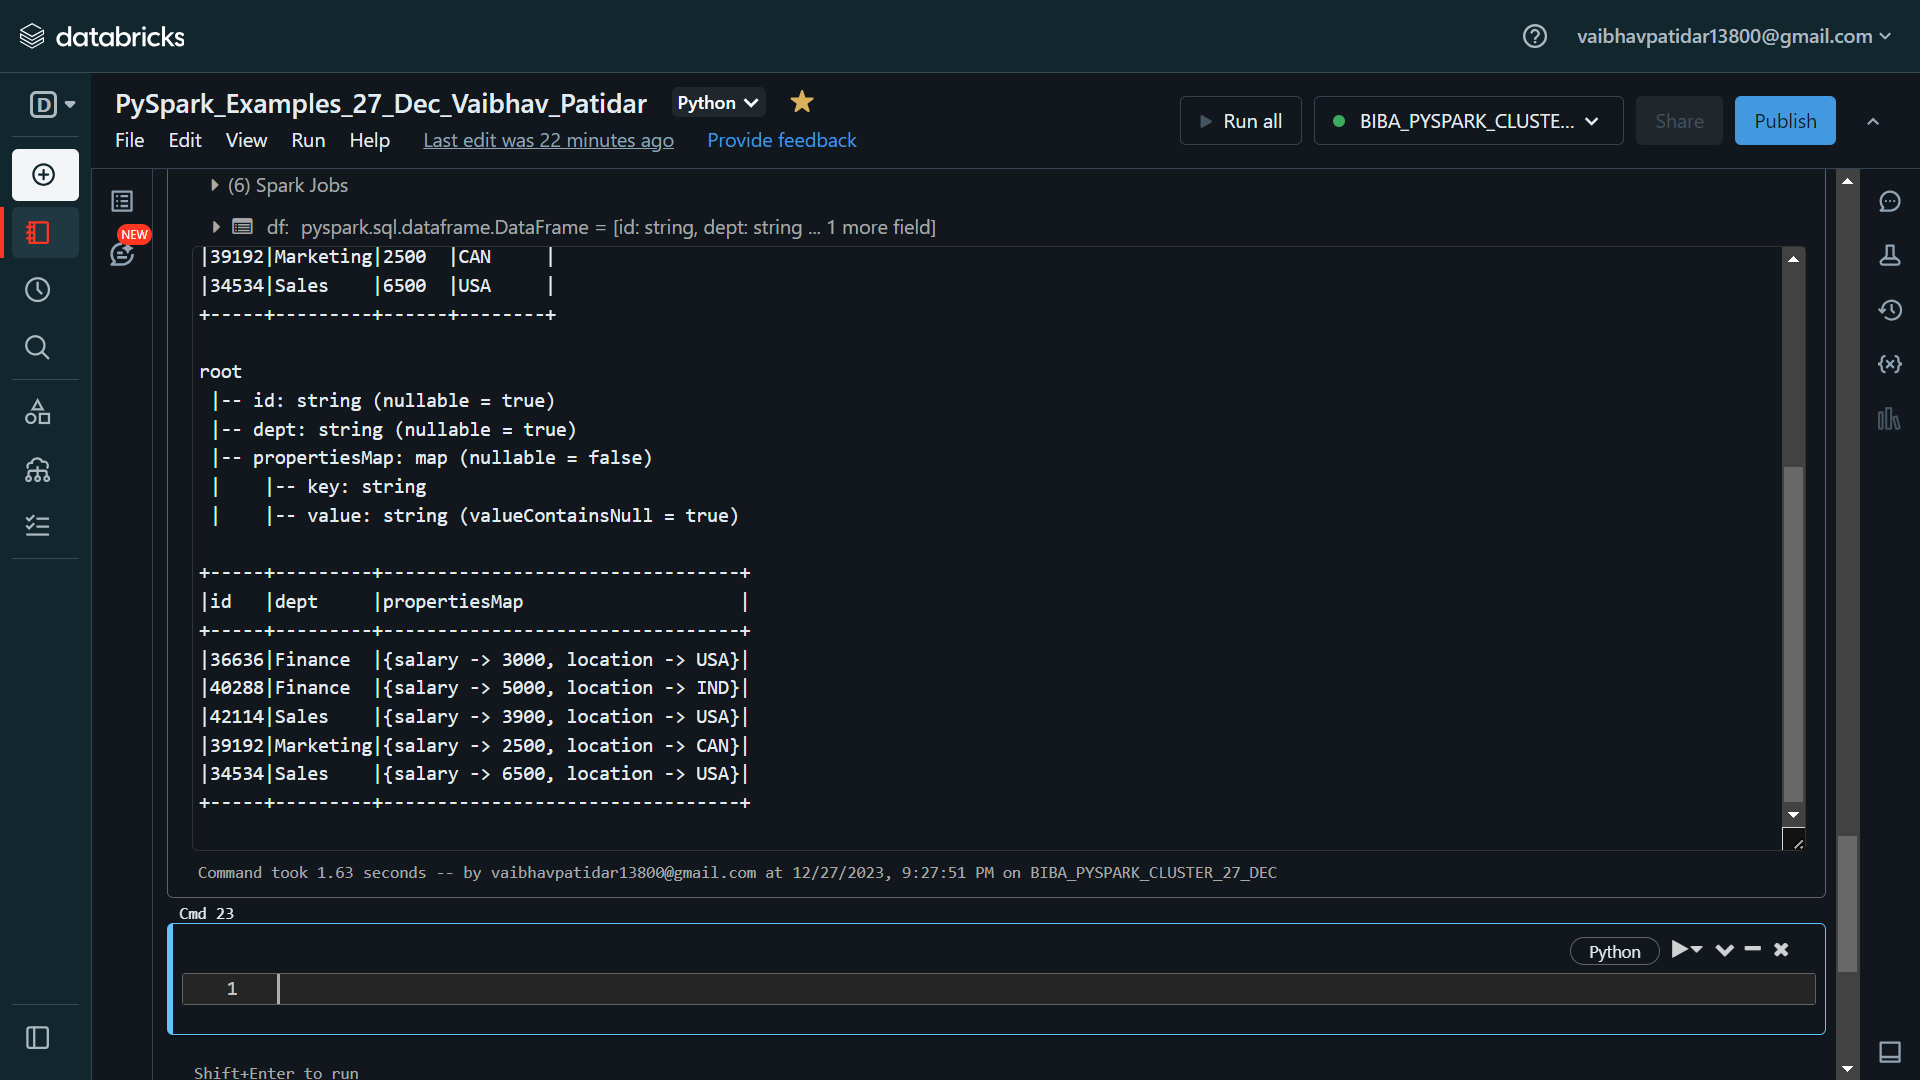 databricks
vaibhavpatidar13800@gmail.com
D
PySpark_Examples_27_Dec_Vaibhav_Patidar
Python
File Edit View Run Help Last edit was 22 minutes ago Provide feedback
Run all
BIBA_PYSPARK_CLUSTE...
Share
Publish
NEW
(6) Spark Jobs
df: pyspark.sql.dataframe.DataFrame = [id: string, dept: string ... 1 more field]
|39192|Marketing|2500  |CAN     |
|34534|Sales    |6500  |USA     |
+-----+---------+------+--------+
root
 |-- id: string (nullable = true)
 |-- dept: string (nullable = true)
 |-- propertiesMap: map (nullable = false)
 |    |-- key: string
 |    |-- value: string (valueContainsNull = true)
+-----+---------+---------------------------------+
|id   |dept     |propertiesMap                    |
+-----+---------+---------------------------------+
|36636|Finance  |{salary -> 3000, location -> USA}|
|40288|Finance  |{salary -> 5000, location -> IND}|
|42114|Sales    |{salary -> 3900, location -> USA}|
|39192|Marketing|{salary -> 2500, location -> CAN}|
|34534|Sales    |{salary -> 6500, location -> USA}|
+-----+---------+---------------------------------+
Command took 1.63 seconds -- by vaibhavpatidar13800@gmail.com at 12/27/2023, 9:27:51 PM on BIBA_PYSPARK_CLUSTER_27_DEC
Cmd 23
Python
1
Shift+Enter to run